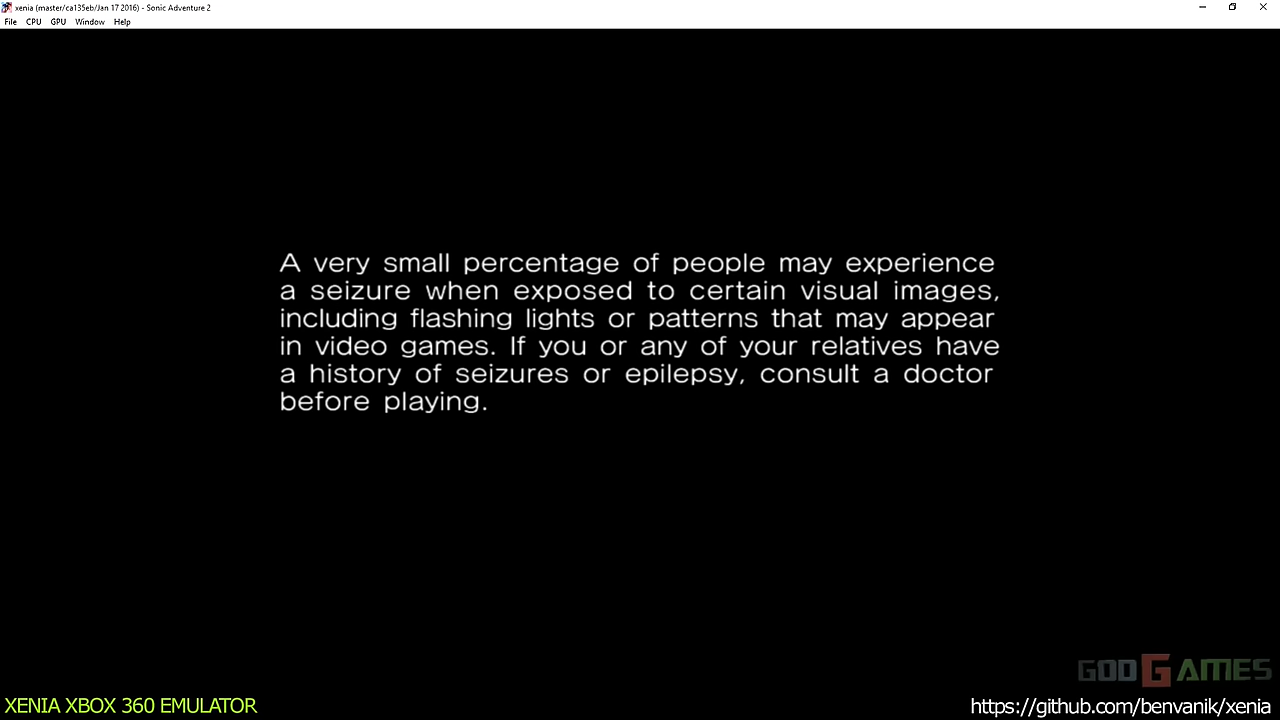 xenia (master/ca135eb/Jan 17 2016) - Sonic Adventure 2
File CPU GPU Window Help
A very small percentage of people may experience
a seizure when exposed to certain visual images,
including flashing lights or patterns that may appear
in video games. If you or any of your relatives have
a history of seizures or epilepsy, consult a doctor
before playing.
GODGAMES
XENIA XBOX 360 EMULATOR
https://github.com/benvanik/xenia